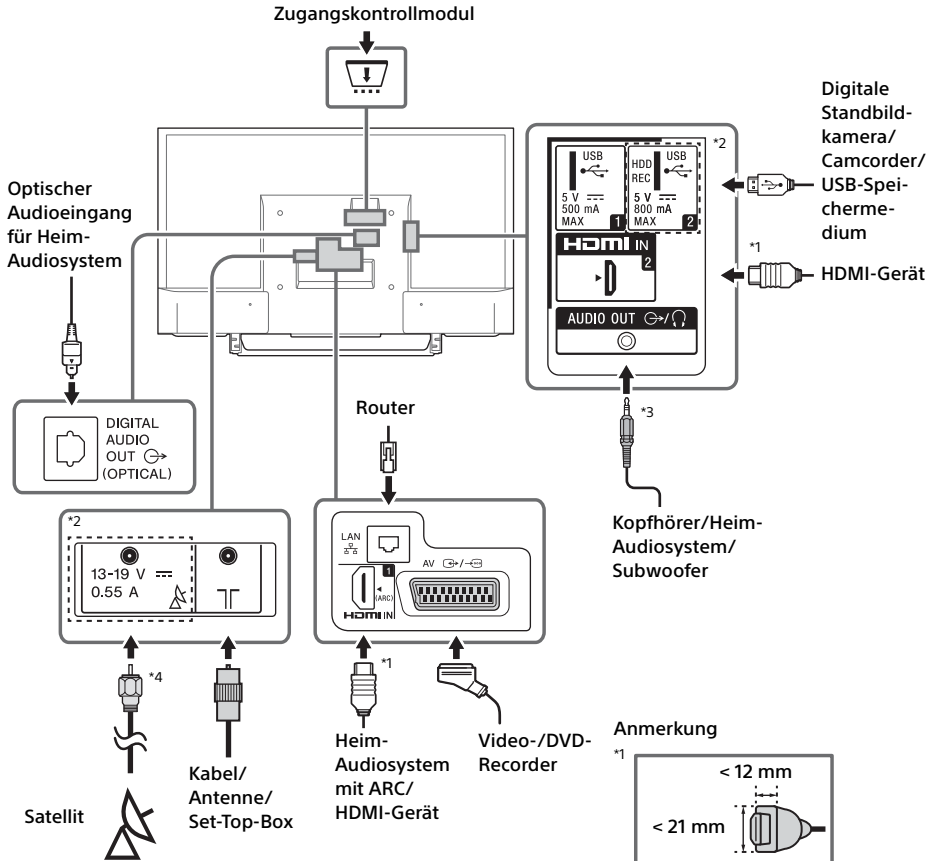 Zugangskontrollmodul
Optischer
Audioeingang
für Heim-
Audiosystem
DIGITAL
AUDIO
OUT
(OPTICAL)
*2
USB
5 V
500 mA
MAX
1
HDD
REC
USB
5 V
800 mA
MAX
2
HDMI IN
2
AUDIO OUT
Digitale
Standbild-
kamera/
Camcorder/
USB-Spei-
cherme-
dium
*1
HDMI-Gerät
*3
Kopfhörer/Heim-
Audiosystem/
Subwoofer
Router
LAN
1
(ARC)
HDMI IN
AV
*2
13-19 V
0.55 A
*4
Satellit
Kabel/
Antenne/
Set-Top-Box
*1
Heim-
Audiosystem
mit ARC/
HDMI-Gerät
Video-/DVD-
Recorder
Anmerkung
*1
< 12 mm
< 21 mm